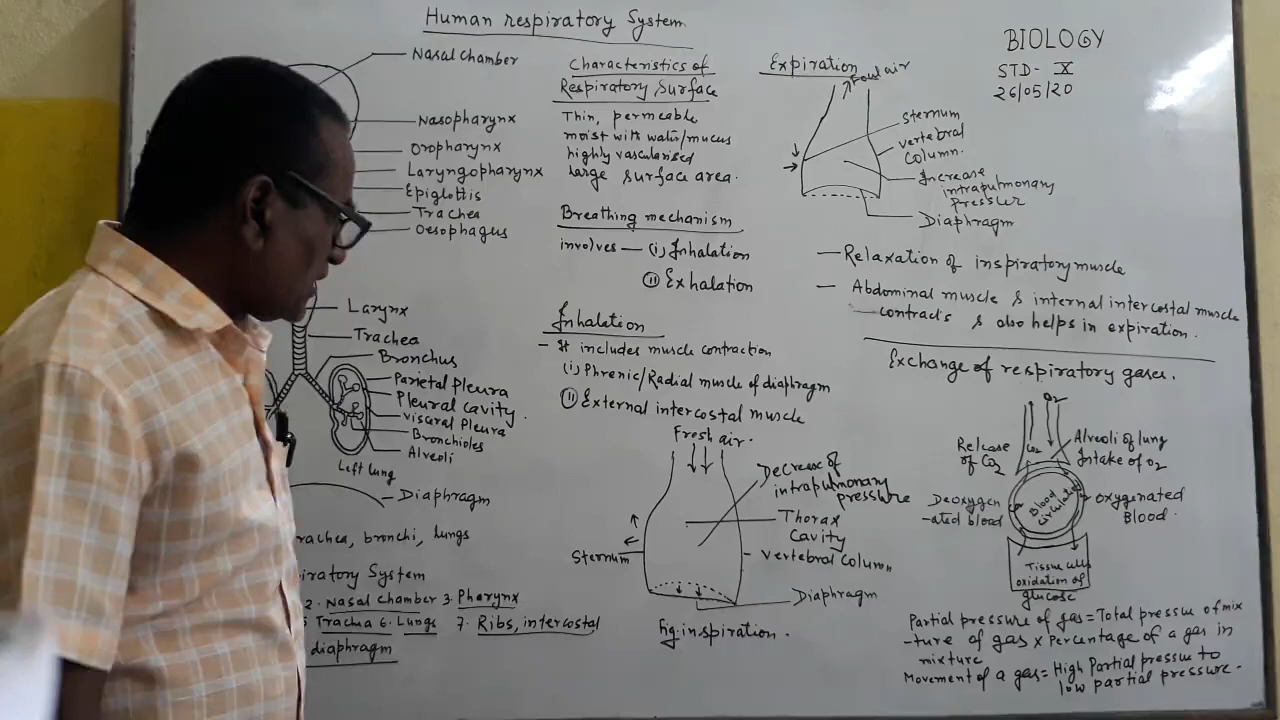 Human respiratory System
Nasal chamber
Nasopharynx
Oropharynx
Laryngopharynx
Epiglottis
Trachea
Oesophagus
Larynx
Trachea
Bronchus
Parietal Pleura
Pleural cavity
visceral Pleura
Bronchioles
Alveoli
Left lung
Diaphragm
rachea, bronchi, lungs
iratory System
2. Nasal chamber 3. Pharynx
Trachea 6. Lungs 7. Ribs, intercostal
diaphragm
Characteristics of
Respiratory Surface
Thin, permeable
moist with water/mucus
highly vascularised
large surface area.
Breathing mechanism
involves — (i) Inhalation
(ii) Exhalation
Inhalation
- It includes muscle contraction
(i) Phrenic/Radial muscle of diaphragm
(ii) External intercostal muscle
Fresh air.
Decrease of
intrapulmonary
pressure
Thorax
cavity
Sternum
vertebral column
Diaphragm
Fig. inspiration.
Expiration
Foul air
Sternum
vertebral
column.
Increase
intrapulmonary
pressur
Diaphragm
— Relaxation of inspiratory muscle
— Abdominal muscle & internal intercostal muscle
contracts & also helps in expiration.
BIOLOGY
STD- X
26/05/20
Exchange of respiratory gases.
O2
CO2
Release
of CO2
Alveoli of lung
Intake of O2
Deoxygen
-ated blood
Blood
circulat
oxygenated
Blood.
Tissue cells
oxidation of
glucose
Partial pressure of gas = Total pressue of mix
-ture of gas x percentage of a gas in
mixture
Movement of a gas = High Partial pressue to
low partial pressure.